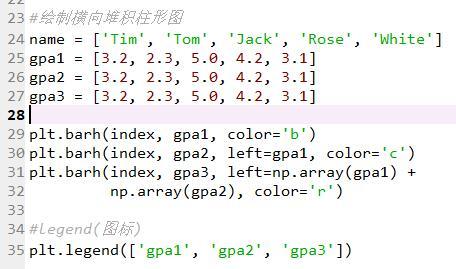 23 #绘制横向堆积柱形图
24 name = ['Tim', 'Tom', 'Jack', 'Rose', 'White']
25 gpa1 = [3.2, 2.3, 5.0, 4.2, 3.1]
26 gpa2 = [3.2, 2.3, 5.0, 4.2, 3.1]
27 gpa3 = [3.2, 2.3, 5.0, 4.2, 3.1]
28
29 plt.barh(index, gpa1, color='b')
30 plt.barh(index, gpa2, left=gpa1, color='c')
31 plt.barh(index, gpa3, left=np.array(gpa1) +
32 np.array(gpa2), color='r')
33
34 #legend(图标)
35 plt.legend(['gpa1', 'gpa2', 'gpa3'])